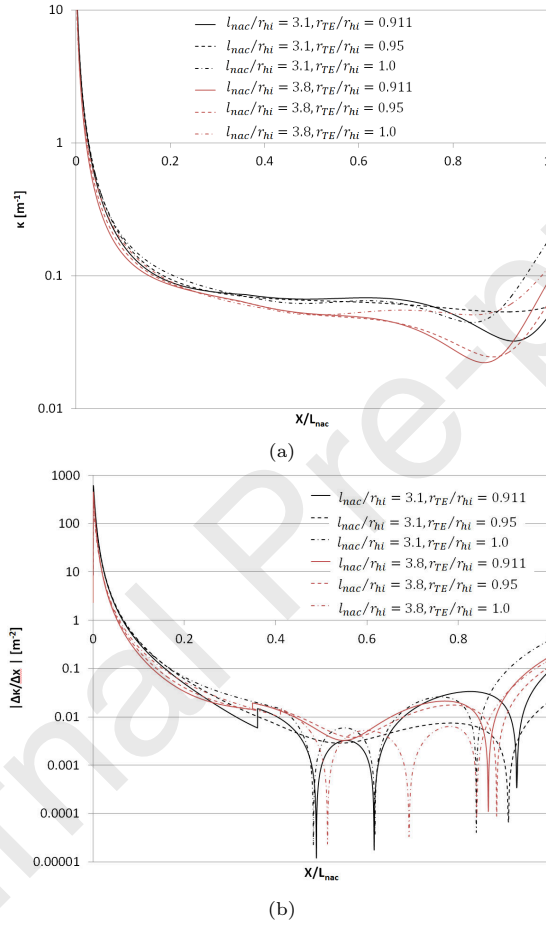 10
l_nac/r_hi = 3.1, r_TE/r_hi = 0.911
l_nac/r_hi = 3.1, r_TE/r_hi = 0.95
l_nac/r_hi = 3.1, r_TE/r_hi = 1.0
l_nac/r_hi = 3.8, r_TE/r_hi = 0.911
l_nac/r_hi = 3.8, r_TE/r_hi = 0.95
l_nac/r_hi = 3.8, r_TE/r_hi = 1.0
1
0 0.2 0.4 0.6 0.8 1
κ [m⁻¹]
0.1
0.01
X/L_nac
(a)
1000
l_nac/r_hi = 3.1, r_TE/r_hi = 0.911
l_nac/r_hi = 3.1, r_TE/r_hi = 0.95
l_nac/r_hi = 3.1, r_TE/r_hi = 1.0
l_nac/r_hi = 3.8, r_TE/r_hi = 0.911
l_nac/r_hi = 3.8, r_TE/r_hi = 0.95
l_nac/r_hi = 3.8, r_TE/r_hi = 1.0
100
10
1
0 0.2 0.4 0.6 0.8
|Δκ/Δx | [m⁻²]
0.1
0.01
0.001
0.0001
0.00001
X/L_nac
(b)